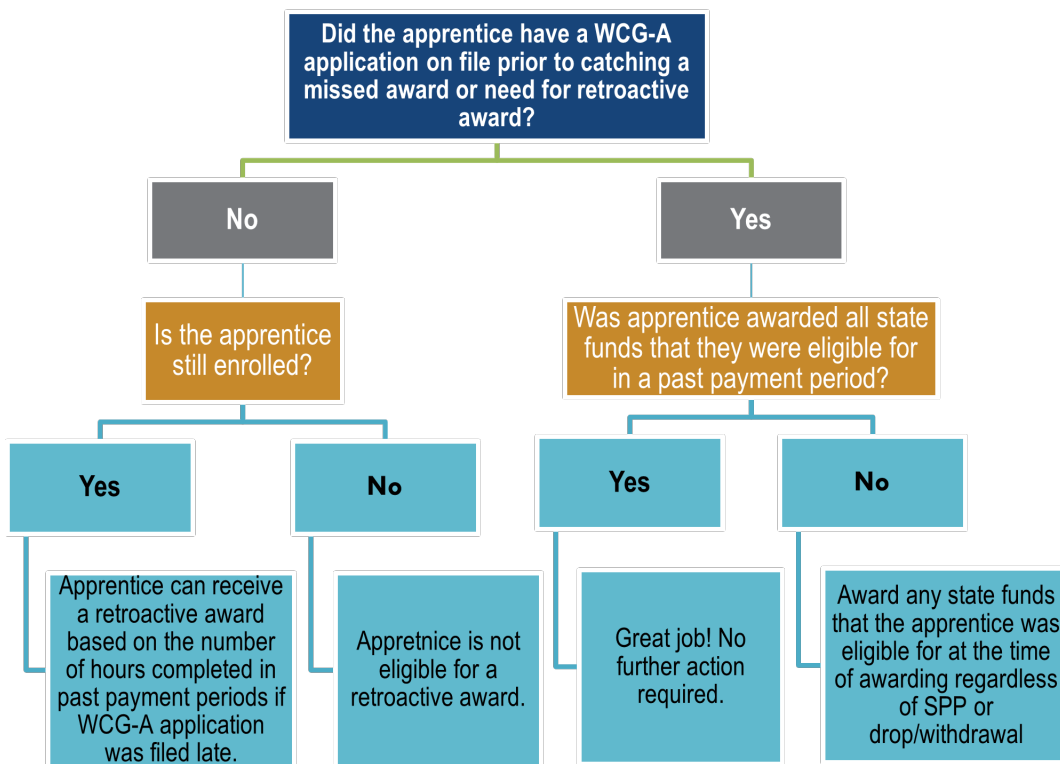 Did the apprentice have a WCG-A
application on file prior to catching a
missed award or need for retroactive
award?
No
Yes
Is the apprentice
still enrolled?
Was apprentice awarded all state
funds that they were eligible for
in a past payment period?
Yes
No
Yes
No
Apprentice can receive
a retroactive award
based on the number
of hours completed in
past payment periods if
WCG-A application
was filed late.
Appretnice is not
eligible for a
retroactive award.
Great job! No
further action
required.
Award any state funds
that the apprentice was
eligible for at the time
of awarding regardless
of SPP or
drop/withdrawal